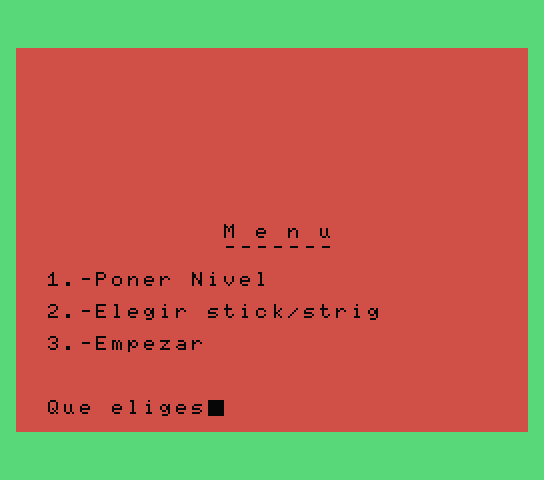 M e n u
-------
1.-Poner Nivel
2.-Elegir stick/strig
3.-Empezar
Que eliges